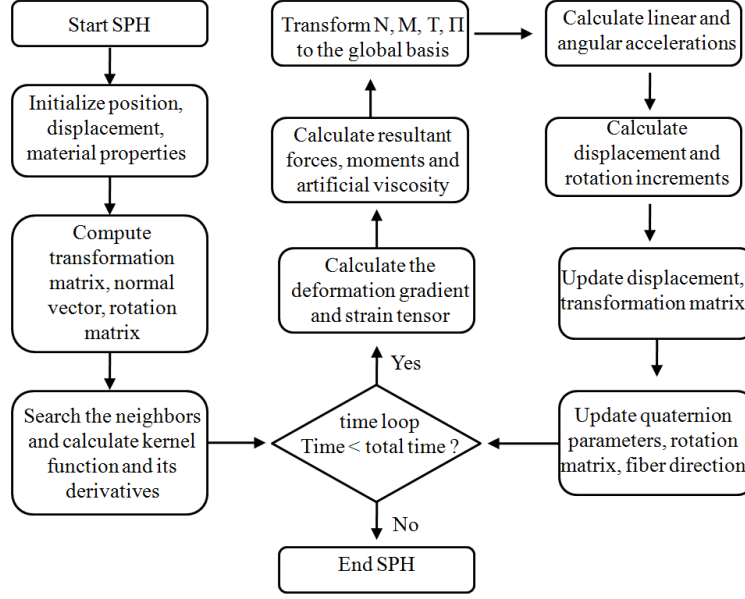 Start SPH
Initialize position,
displacement,
material properties
Compute
transformation
matrix, normal
vector, rotation
matrix
Search the neighbors
and calculate kernel
function and its
derivatives
time loop
Time < total time ?
Yes
No
End SPH
Calculate the
deformation gradient
and strain tensor
Calculate resultant
forces, moments and
artificial viscosity
Transform N, M, T, Π
to the global basis
Calculate linear and
angular accelerations
Calculate
displacement and
rotation increments
Update displacement,
transformation matrix
Update quaternion
parameters, rotation
matrix, fiber direction